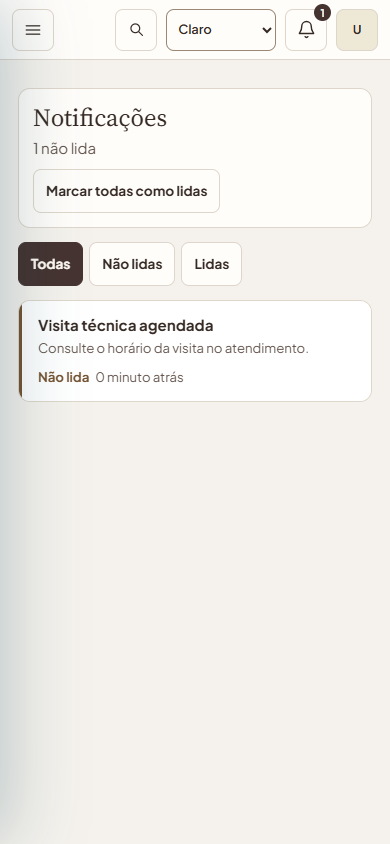 Claro
1
U
Notificações
1 não lida
Marcar todas como lidas
Todas
Não lidas
Lidas
Visita técnica agendada
Consulte o horário da visita no atendimento.
Não lida 0 minuto atrás